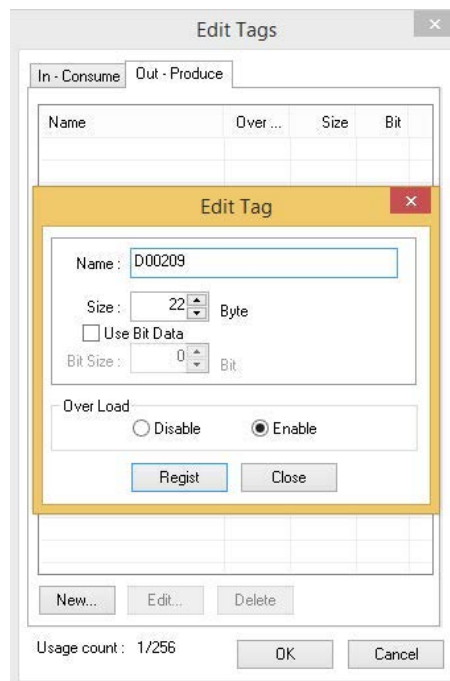 Edit Tags
In - Consume Out - Produce
Name Over ... Size Bit
Edit Tag
Name : D00209
Size : 22 Byte
Use Bit Data
Bit Size : 0 Bit
Over Load
Disable Enable
Regist Close
New... Edit... Delete
Usage count : 1/256 OK Cancel